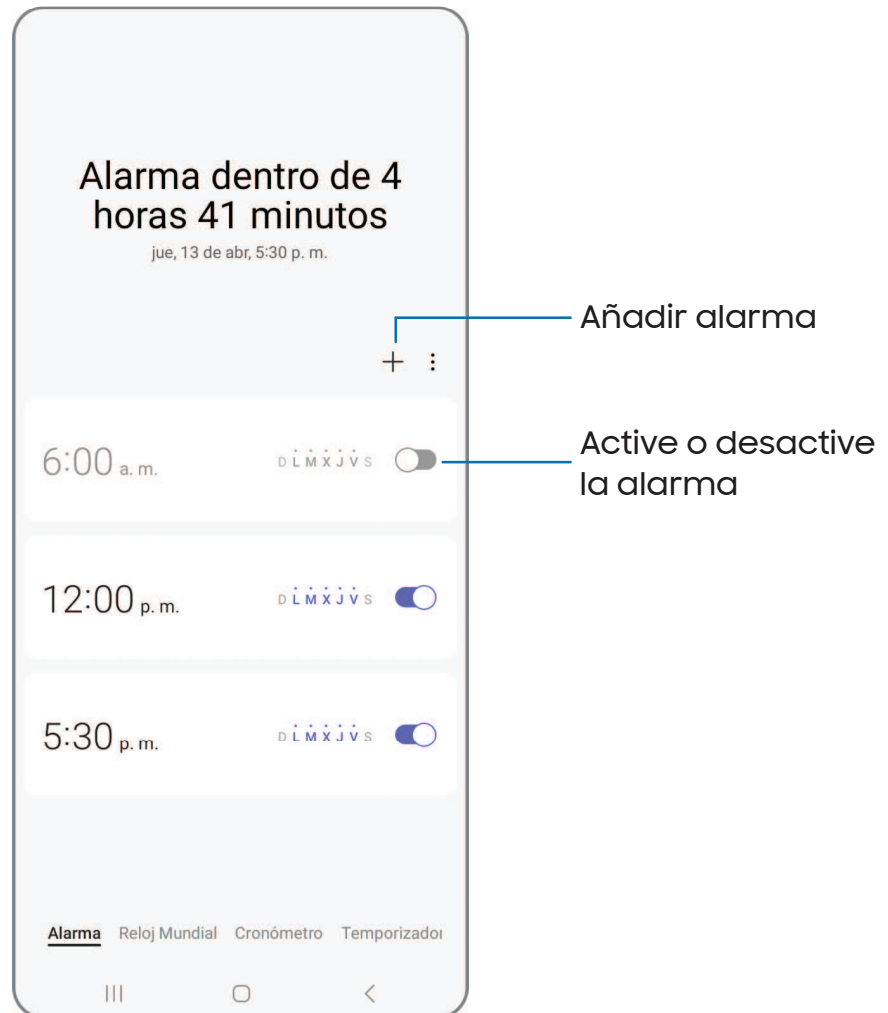 Alarma dentro de 4
horas 41 minutos
jue, 13 de abr, 5:30 p. m.
Añadir alarma
6:00 a. m. D L M X J V S
Active o desactive
la alarma
12:00 p. m. D L M X J V S
5:30 p. m. D L M X J V S
Alarma Reloj Mundial Cronómetro Temporizador